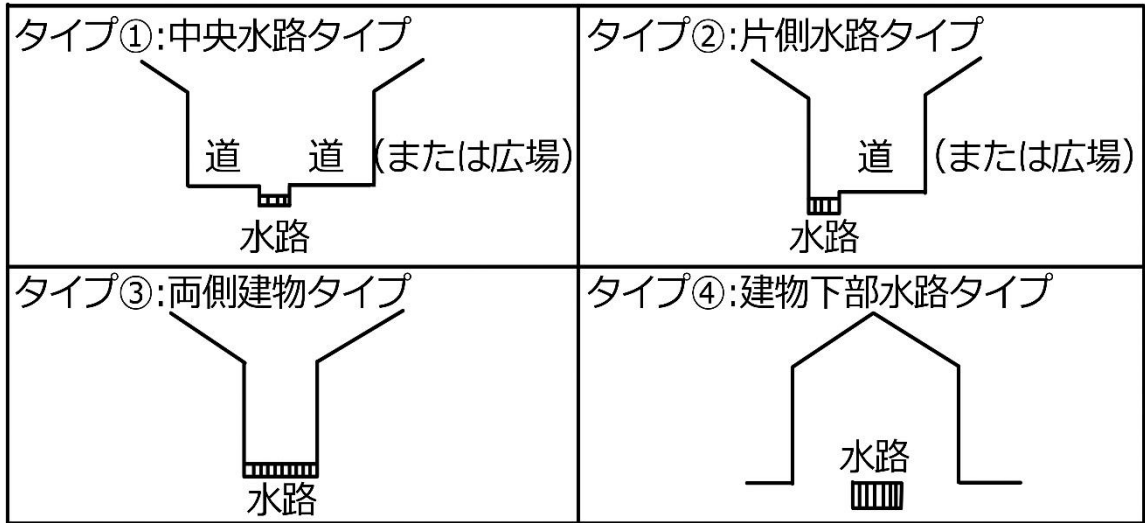 タイプ①:中央水路タイプ
道 道 (または広場)
水路
タイプ②:片側水路タイプ
道 (または広場)
水路
タイプ③:両側建物タイプ
水路
タイプ④:建物下部水路タイプ
水路